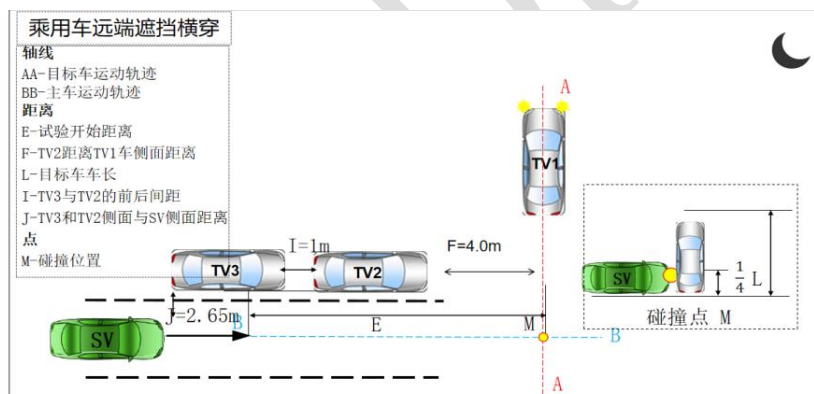 乘用车远端遮挡横穿
轴线
AA-目标车运动轨迹
BB-主车运动轨迹
距离
E-试验开始距离
F-TV2距离TV1车侧面距离
L-目标车车长
I-TV3与TV2的前后间距
J-TV3和TV2侧面与SV侧面距离
点
M-碰撞位置
A
TV1
I=1m
F=4.0m
TV3
TV2
J=2.65m
B
E
M
B
SV
A
SV
1/4 L
碰撞点 M